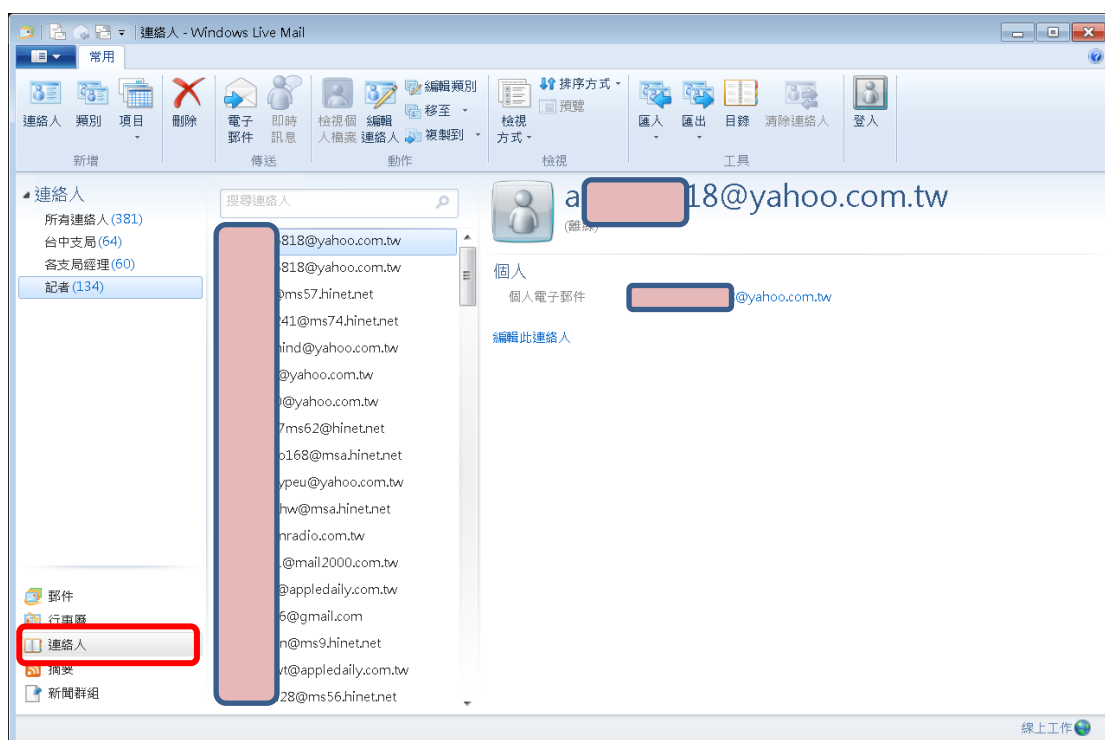 連絡人 - Windows Live Mail
常用
連絡人 類別 項目 刪除 電子郵件 即時訊息 檢視個人檔案 編輯連絡人 編輯類別 移至 複製到 檢視方式 排序方式 預覽 匯入 匯出 目錄 清除連絡人 登入
新增 傳送 動作 檢視 工具
連絡人
所有連絡人 (381)
台中支局 (64)
各支局經理 (60)
記者 (134)
郵件
行事曆
連絡人
摘要
新聞群組
搜尋連絡人
818@yahoo.com.tw
818@yahoo.com.tw
@ms57.hinet.net
241@ms74.hinet.net
hind@yahoo.com.tw
@yahoo.com.tw
@yahoo.com.tw
7ms62@hinet.net
o168@msa.hinet.net
ypeu@yahoo.com.tw
hw@msa.hinet.net
nradio.com.tw
@mail2000.com.tw
@appledaily.com.tw
6@gmail.com
n@ms9.hinet.net
t@appledaily.com.tw
28@ms56.hinet.net
a 18@yahoo.com.tw
(離線)
個人
個人電子郵件 @yahoo.com.tw
編輯此連絡人
線上工作